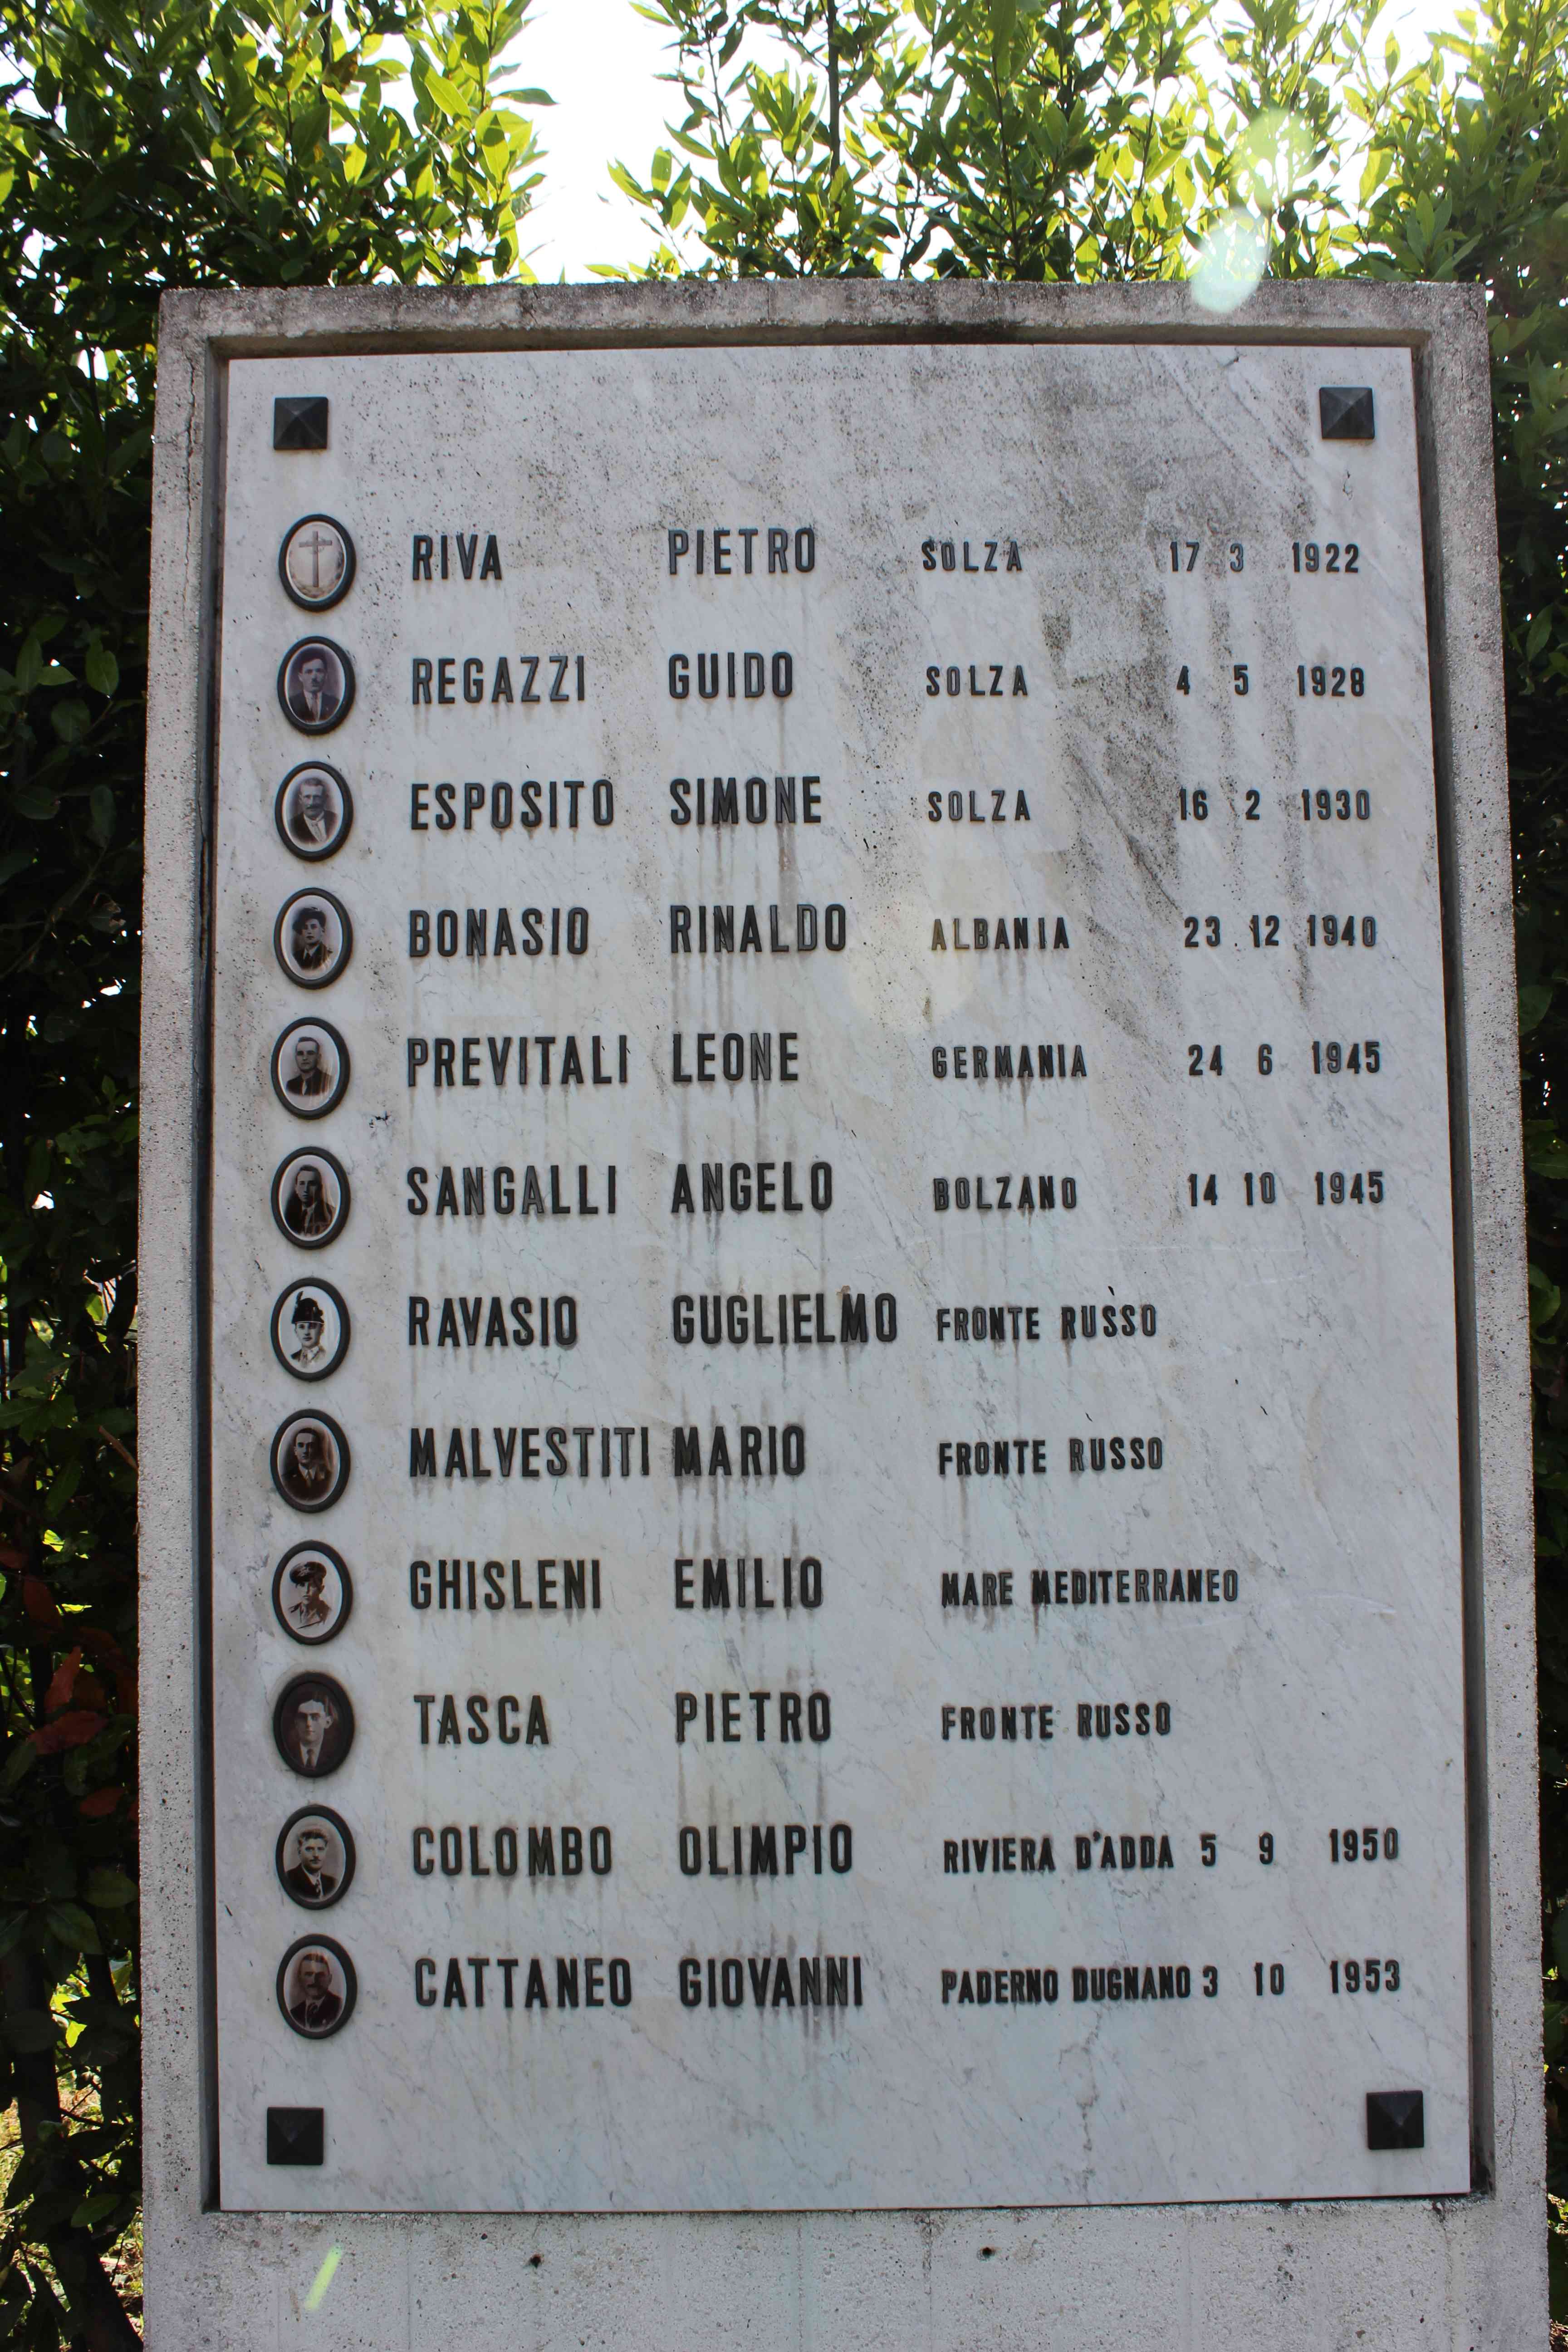 RIVA PIETRO SOLZA 17 3 1922
REGAZZI GUIDO SOLZA 4 5 1928
ESPOSITO SIMONE SOLZA 16 2 1930
BONASIO RINALDO ALBANIA 23 12 1940
PREVITALI LEONE GERMANIA 24 6 1945
SANGALLI ANGELO BOLZANO 14 10 1945
RAVASIO GUGLIELMO FRONTE RUSSO
MALVESTITI MARIO FRONTE RUSSO
GHISLENI EMILIO MARE MEDITERRANEO
TASCA PIETRO FRONTE RUSSO
COLOMBO OLIMPIO RIVIERA D'ADDA 5 9 1950
CATTANEO GIOVANNI PADERNO DUGNANO 3 10 1953